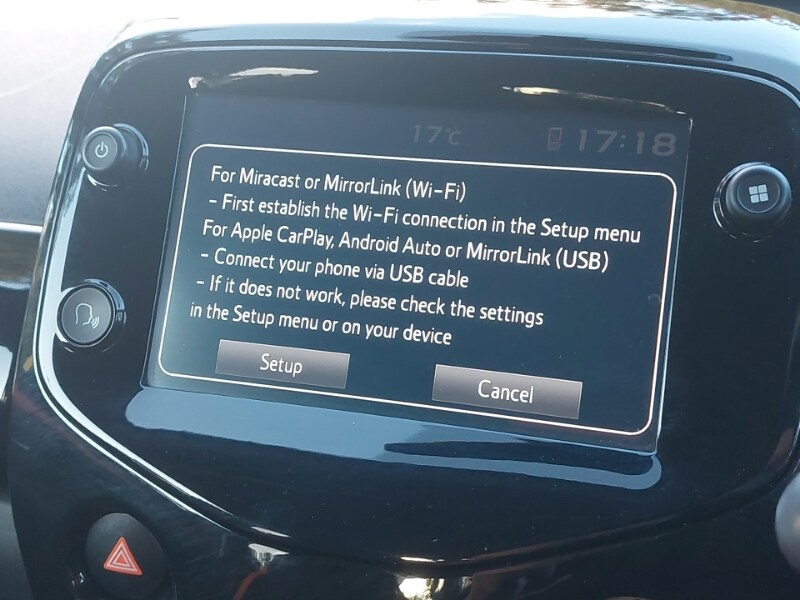 17°C 17:18
For Miracast or MirrorLink (Wi-Fi)
- First establish the Wi-Fi connection in the Setup menu
For Apple CarPlay, Android Auto or MirrorLink (USB)
- Connect your phone via USB cable
- If it does not work, please check the settings
in the Setup menu or on your device
Setup Cancel